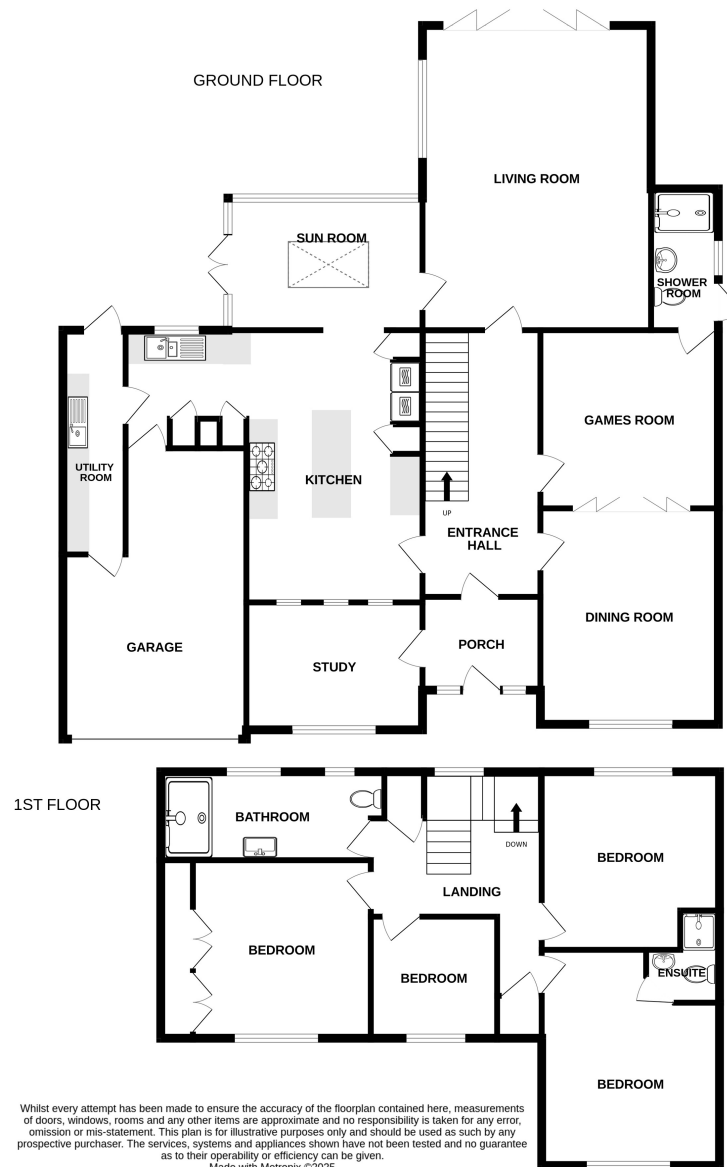 GROUND FLOOR
LIVING ROOM
SUN ROOM
SHOWER
ROOM
GAMES ROOM
UTILITY
ROOM
KITCHEN
UP
ENTRANCE
HALL
DINING ROOM
GARAGE
PORCH
STUDY
1ST FLOOR
BATHROOM
DOWN
BEDROOM
LANDING
BEDROOM
BEDROOM
ENSUITE
BEDROOM
Whilst every attempt has been made to ensure the accuracy of the floorplan contained here, measurements
of doors, windows, rooms and any other items are approximate and no responsibility is taken for any error,
omission or mis-statement. This plan is for illustrative purposes only and should be used as such by any
prospective purchaser. The services, systems and appliances shown have not been tested and no guarantee
as to their operability or efficiency can be given.
Made with Metropix ©2025